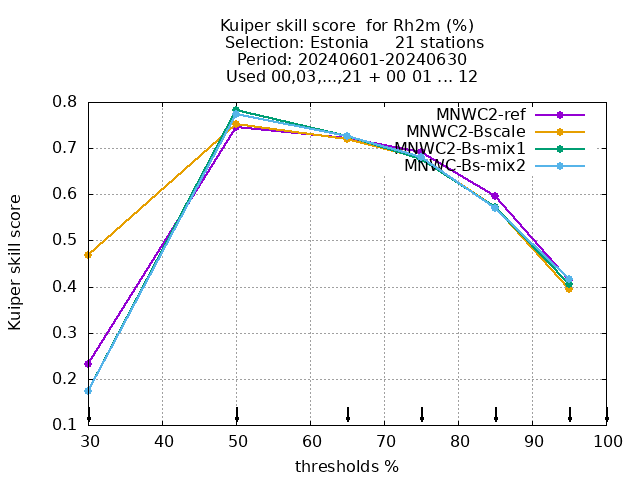 Kuiper skill score  for Rh2m (%)
Selection: Estonia     21 stations
Period: 20240601-20240630
Used 00,03,...,21 + 00 01 ... 12
MNWC2-ref
MNWC2-Bscale
MNWC2-Bs-mix1
MNWC-Bs-mix2
0.8
0.7
0.6
0.5
0.4
0.3
0.2
0.1
Kuiper skill score
30 40 50 60 70 80 90 100
thresholds %